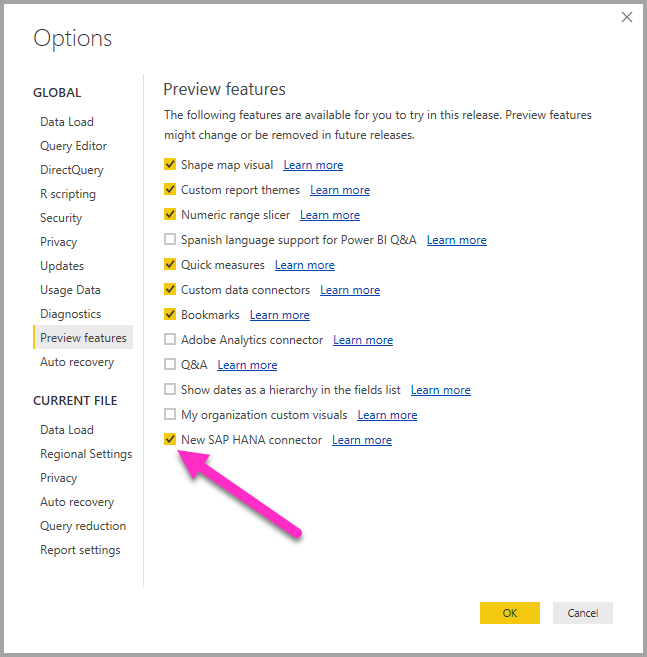 Options
GLOBAL
Data Load
Query Editor
DirectQuery
R scripting
Security
Privacy
Updates
Usage Data
Diagnostics
Preview features
Auto recovery
CURRENT FILE
Data Load
Regional Settings
Privacy
Auto recovery
Query reduction
Report settings
Preview features
The following features are available for you to try in this release. Preview features
might change or be removed in future releases.
Shape map visual Learn more
Custom report themes Learn more
Numeric range slicer Learn more
Spanish language support for Power BI Q&A Learn more
Quick measures Learn more
Custom data connectors Learn more
Bookmarks Learn more
Adobe Analytics connector Learn more
Q&A Learn more
Show dates as a hierarchy in the fields list Learn more
My organization custom visuals Learn more
New SAP HANA connector Learn more
OK Cancel